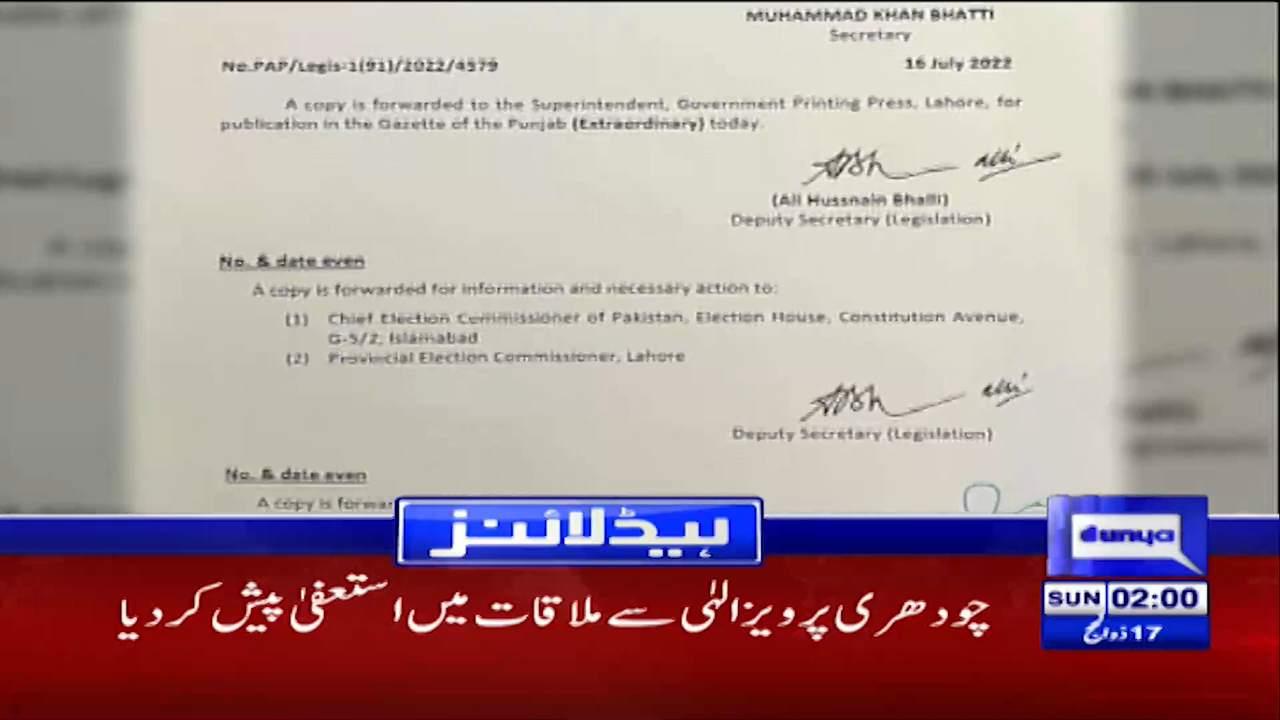 MUHAMMAD KHAN BHATTI
Secretary
No.PAP/Legis-1(91)/2022/4979
16 July 2022
A copy is forwarded to the Superintendent, Government Printing Press, Lahore, for
publication in the Gazette of the Punjab (Extraordinary) today.
(Ali Hussnain Bhalli)
Deputy Secretary (Legislation)
No. & date even
A copy is forwarded for information and necessary action to:
(1) Chief Election Commissioner of Pakistan, Election House, Constitution Avenue,
G-5/2, Islamabad
(2) Provincial Election Commissioner, Lahore
Deputy Secretary (Legislation)
No. & date even
A copy is forwar
ہیڈلائنز
dunya
چودھری پرویز الٰہی سے ملاقات میں استعفیٰ پیش کر دیا
SUN 02:00
17 ذوالحج